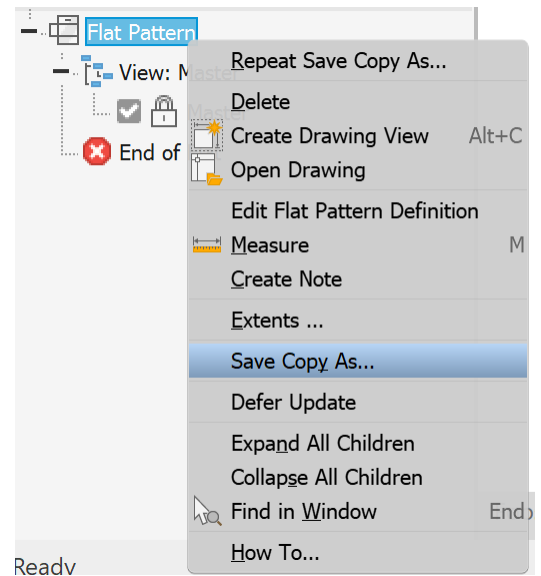 Flat Pattern
View: Master
Master
End of
Repeat Save Copy As...
Delete
Create Drawing View Alt+C
Open Drawing
Edit Flat Pattern Definition
Measure M
Create Note
Extents ...
Save Copy As...
Defer Update
Expand All Children
Collapse All Children
Find in Window End
How To...
Ready